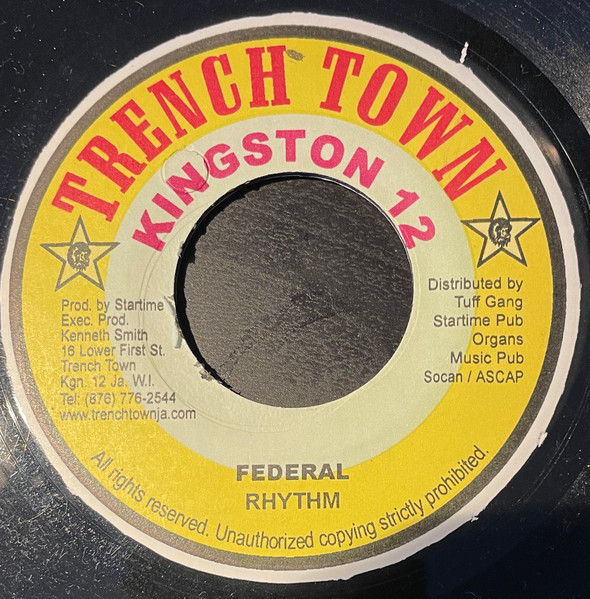 TRENCH TOWN
KINGSTON 12
Prod. by Startime
Exec. Prod.
Kenneth Smith
16 Lower First St.
Trench Town
Kgn. 12 Ja. W.I.
Tel: (876) 776-2544
www.trenchtownja.com
Distributed by
Tuff Gang
Startime Pub
Organs
Music Pub
Socan / ASCAP
FEDERAL
RHYTHM
All rights reserved. Unauthorized copying strictly prohibited.